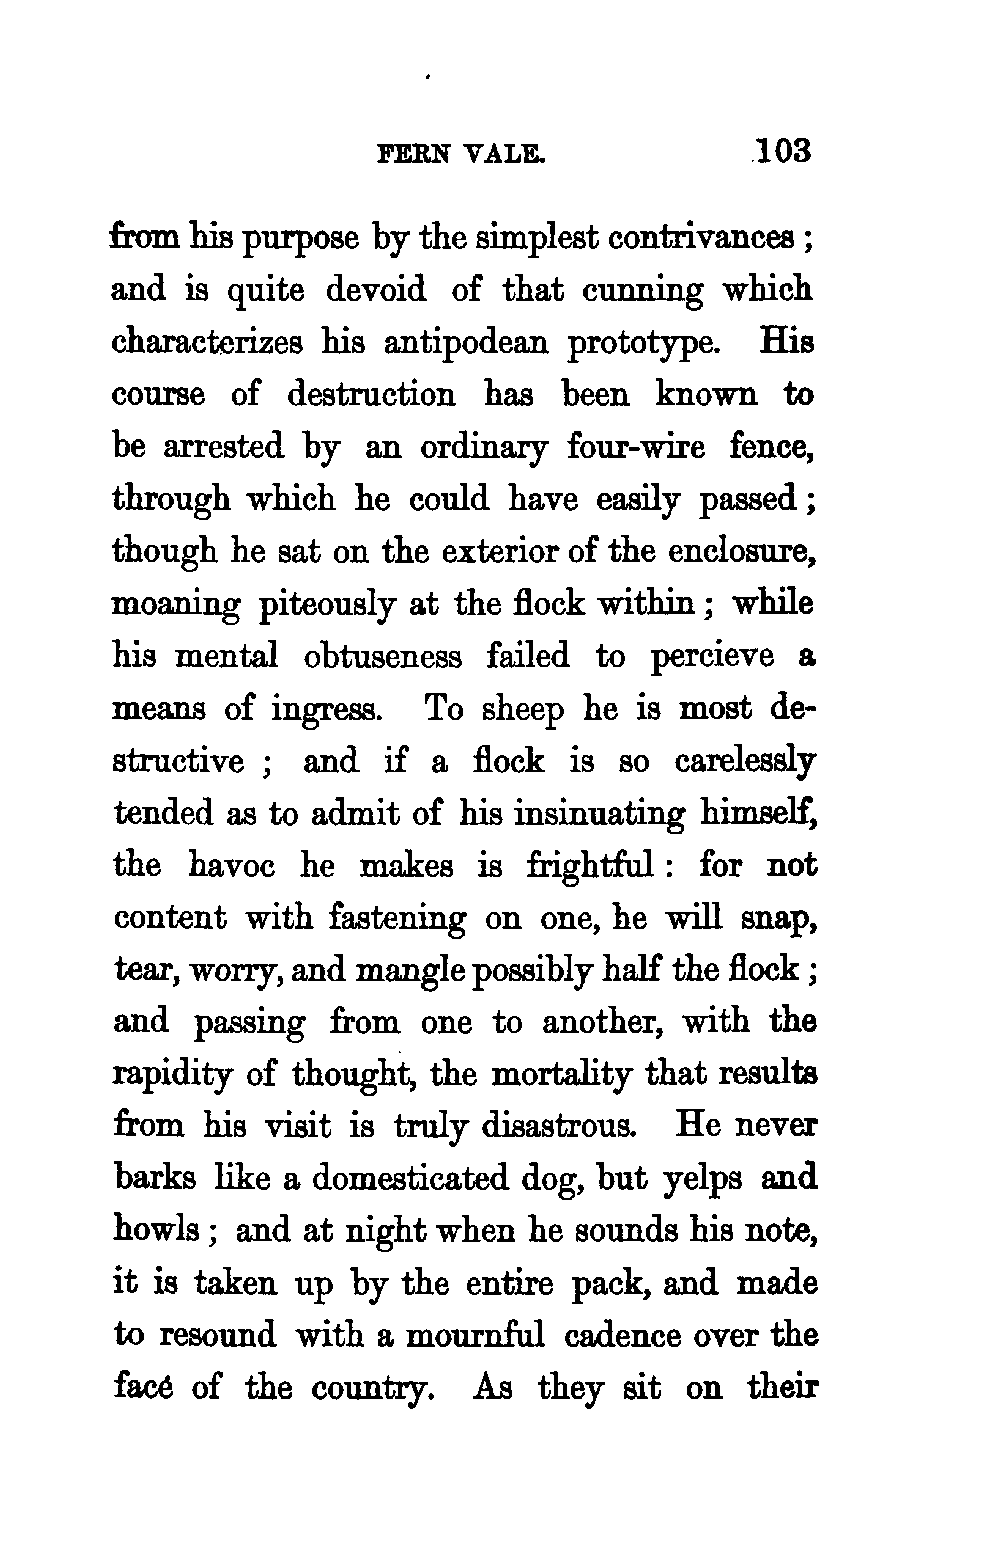 FERN VALE. 103
from his purpose by the simplest contrivances ;
and is quite devoid of that cunning which
characterizes his antipodean prototype. His
course of destruction has been known to
be arrested by an ordinary four-wire fence,
through which he could have easily passed ;
though he sat on the exterior of the enclosure,
moaning piteously at the flock within ; while
his mental obtuseness failed to percieve a
means of ingress. To sheep he is most de-
structive ; and if a flock is so carelessly
tended as to admit of his insinuating himself,
the havoc he makes is frightful : for not
content with fastening on one, he will snap,
tear, worry, and mangle possibly half the flock ;
and passing from one to another, with the
rapidity of thought, the mortality that results
from his visit is truly disastrous. He never
barks like a domesticated dog, but yelps and
howls ; and at night when he sounds his note,
it is taken up by the entire pack, and made
to resound with a mournful cadence over the
face of the country. As they sit on their